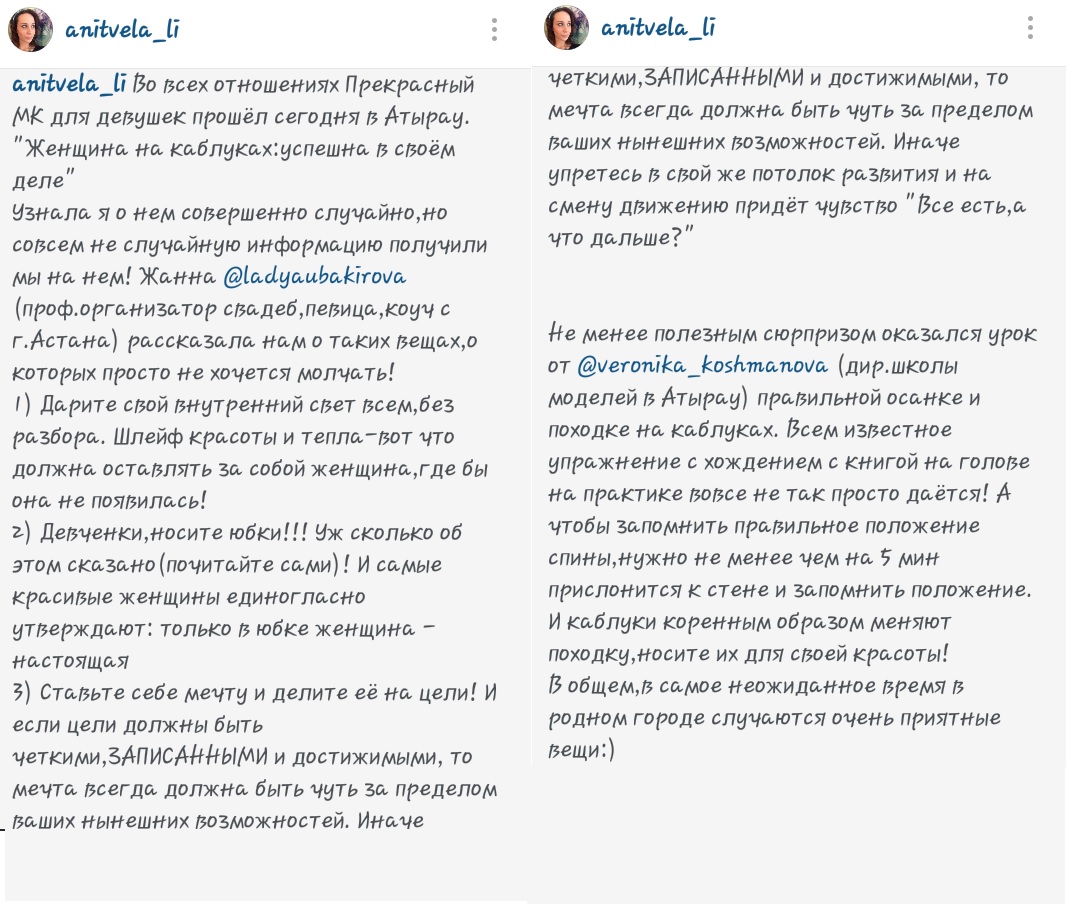 anitvela_li
anitvela_li Во всех отношениях Прекрасный
МК для девушек прошёл сегодня в Атырау.
"Женщина на каблуках:успешна в своём
деле"
Узнала я о нем совершенно случайно,но
совсем не случайную информацию получили
мы на нем! Жанна @ladyaubakirova
(проф.организатор свадеб,певица,коуч с
г.Астана) рассказала нам о таких вещах,о
которых просто не хочется молчать!
1) Дарите свой внутренний свет всем,без
разбора. Шлейф красоты и тепла-вот что
должна оставлять за собой женщина,где бы
она не появилась!
2) Девченки,носите юбки!!! Уж сколько об
этом сказано(почитайте сами)! И самые
красивые женщины единогласно
утверждают: только в юбке женщина -
настоящая
3) Ставьте себе мечту и делите её на цели! И
если цели должны быть
четкими,ЗАПИСАННЫМИ и достижимыми, то
мечта всегда должна быть чуть за пределом
ваших нынешних возможностей. Иначе
anitvela_li
четкими,ЗАПИСАННЫМИ и достижимыми, то
мечта всегда должна быть чуть за пределом
ваших нынешних возможностей. Иначе
упретесь в свой же потолок развития и на
смену движению придёт чувство "Все есть,а
что дальше?"
Не менее полезным сюрпризом оказался урок
от @veronika_koshmanova (дир.школы
моделей в Атырау) правильной осанке и
походке на каблуках. Всем известное
упражнение с хождением с книгой на голове
на практике вовсе не так просто даётся! А
чтобы запомнить правильное положение
спины,нужно не менее чем на 5 мин
прислонится к стене и запомнить положение.
И каблуки коренным образом меняют
походку,носите их для своей красоты!
В общем,в самое неожиданное время в
родном городе случаются очень приятные
вещи:)